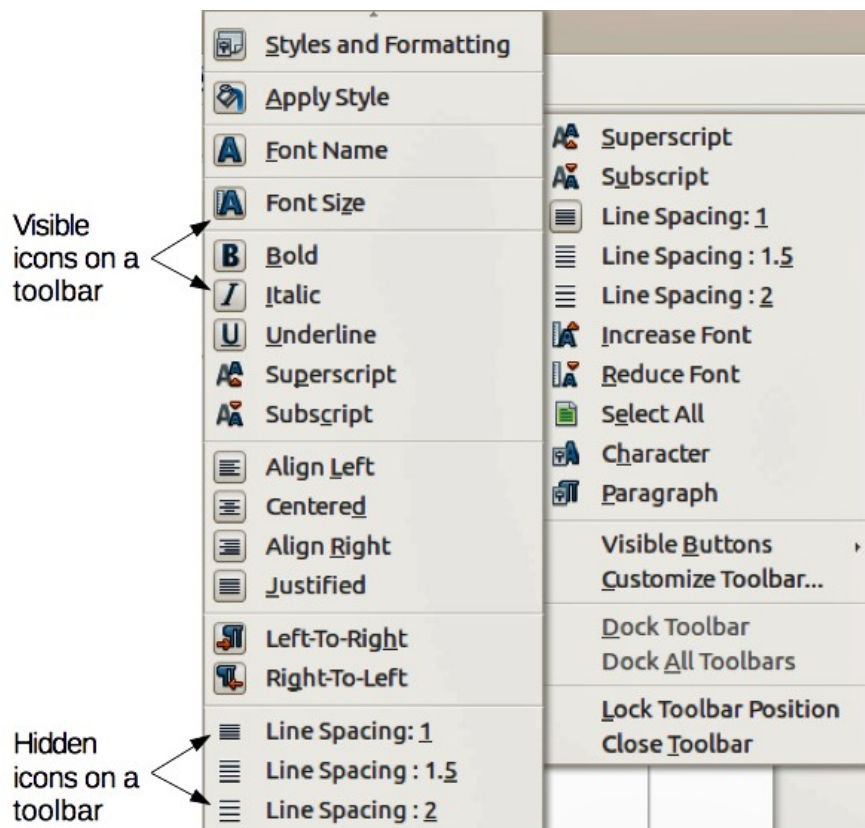 Visible
icons on a
toolbar
Hidden
icons on a
toolbar
Styles and Formatting
Apply Style
Font Name
Font Size
Bold
Italic
Underline
Superscript
Subscript
Align Left
Centered
Align Right
Justified
Left-To-Right
Right-To-Left
Line Spacing: 1
Line Spacing : 1.5
Line Spacing : 2
Superscript
Subscript
Line Spacing: 1
Line Spacing : 1.5
Line Spacing : 2
Increase Font
Reduce Font
Select All
Character
Paragraph
Visible Buttons
Customize Toolbar...
Dock Toolbar
Dock All Toolbars
Lock Toolbar Position
Close Toolbar